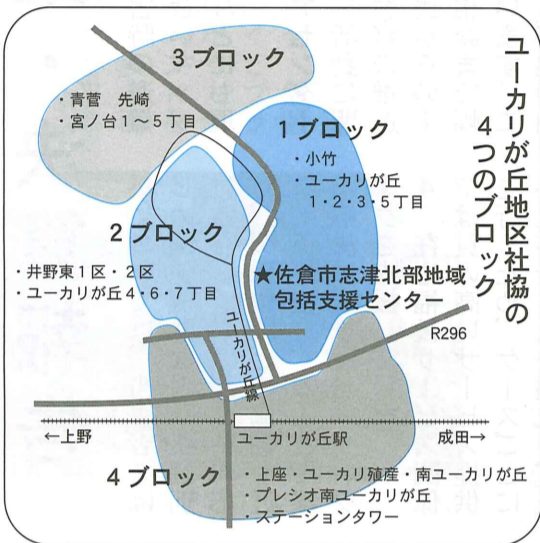 ユーカリが丘地区社協の
4つのブロック
3ブロック
・青菅　先崎
・宮ノ台1〜5丁目
1ブロック
・小竹
・ユーカリが丘
1・2・3・5丁目
2ブロック
・井野東1区・2区
・ユーカリが丘4・6・7丁目
★佐倉市志津北部地域
包括支援センター
ユーカリが丘線
R296
←上野
ユーカリが丘駅
成田→
4ブロック
・上座・ユーカリ殖産・南ユーカリが丘
・プレシオ南ユーカリが丘
・ステーションタワー